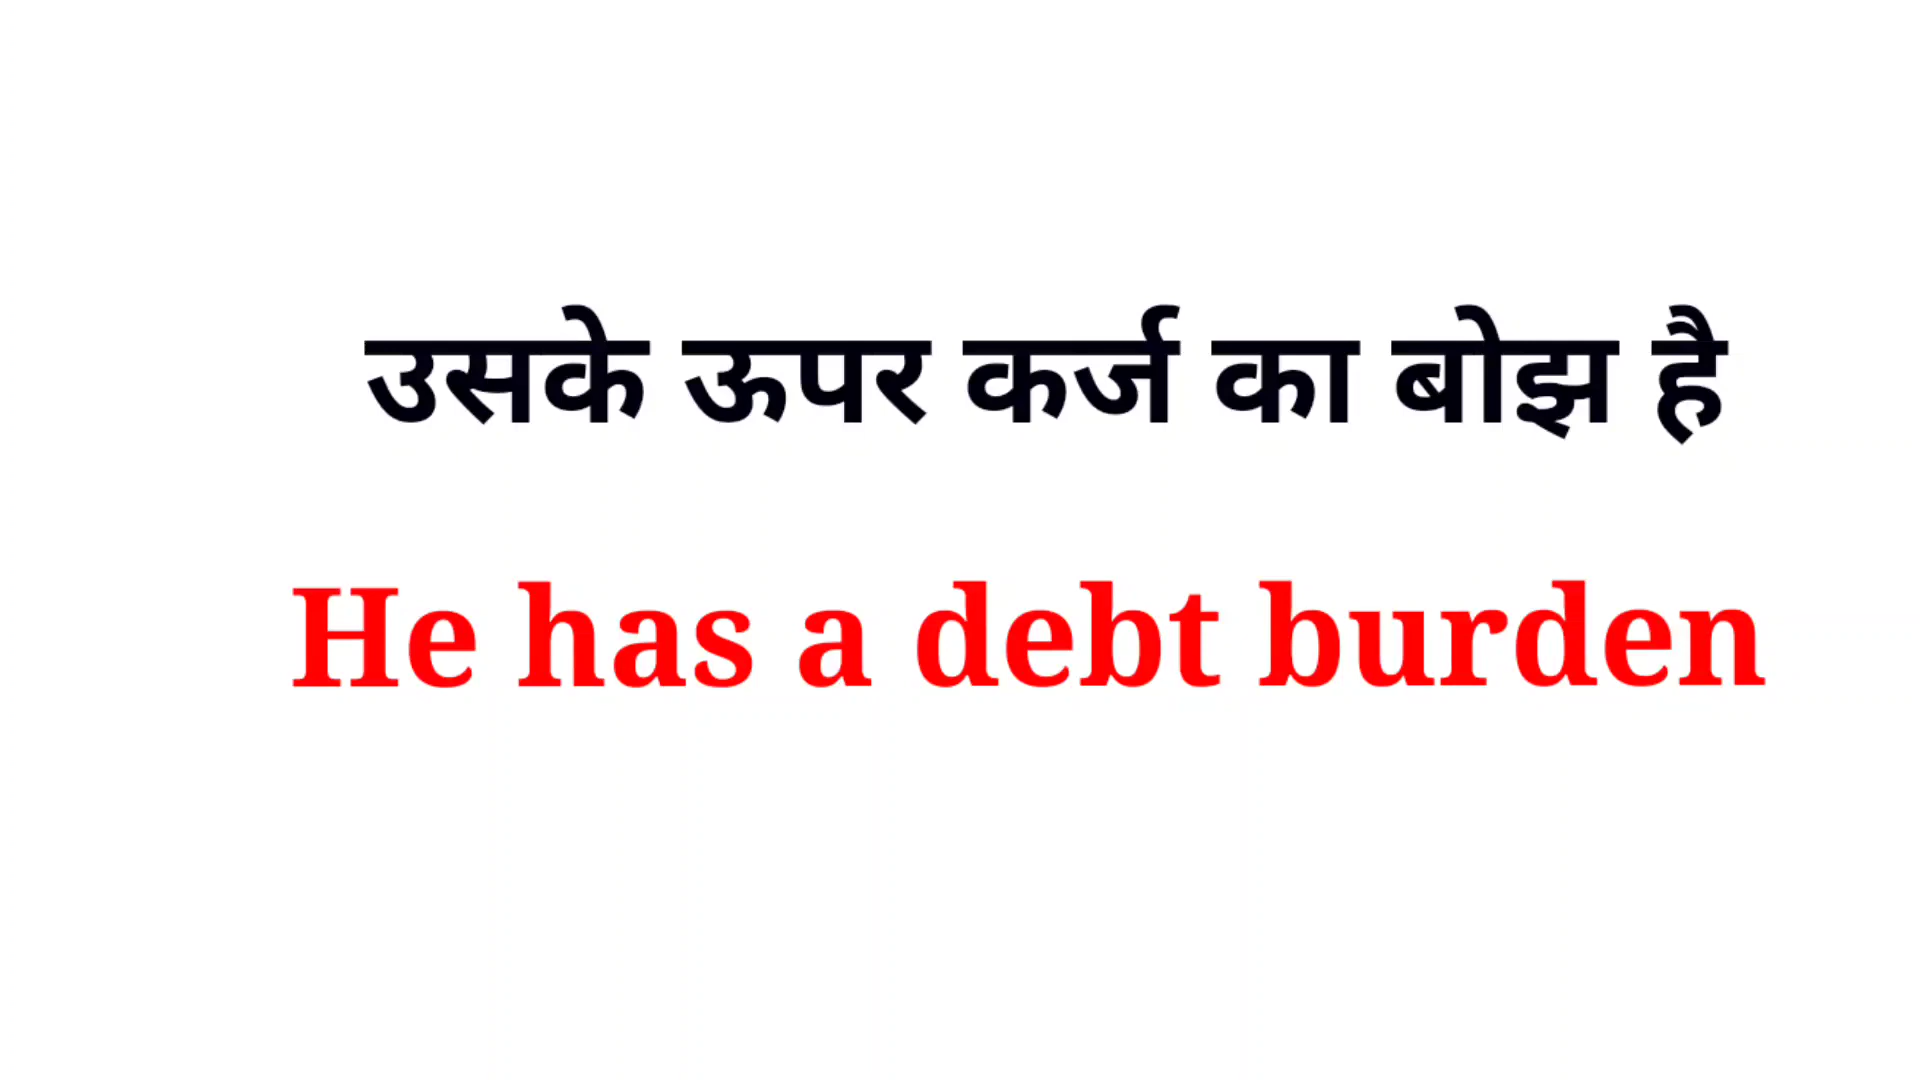 उसके ऊपर कर्ज का बोझ है
He has a debt burden